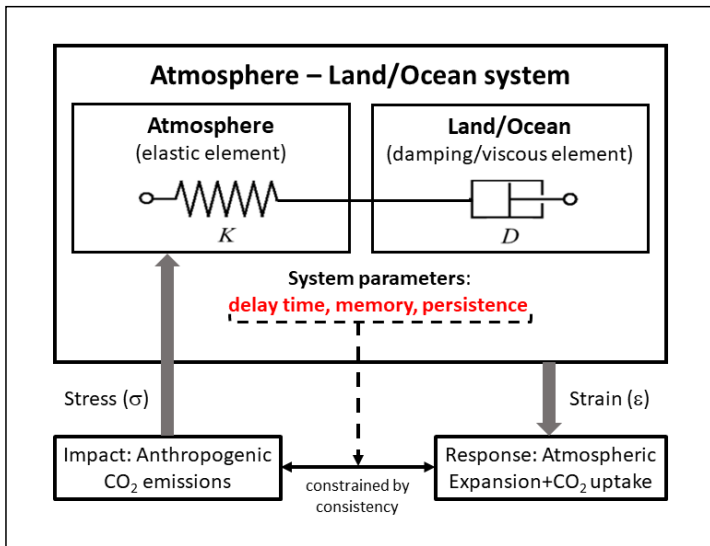 Atmosphere – Land/Ocean system
Atmosphere
(elastic element)
K
Land/Ocean
(damping/viscous element)
D
System parameters:
delay time, memory, persistence
Stress (σ)
Strain (ε)
Impact: Anthropogenic
CO₂ emissions
constrained by
consistency
Response: Atmospheric
Expansion+CO₂ uptake